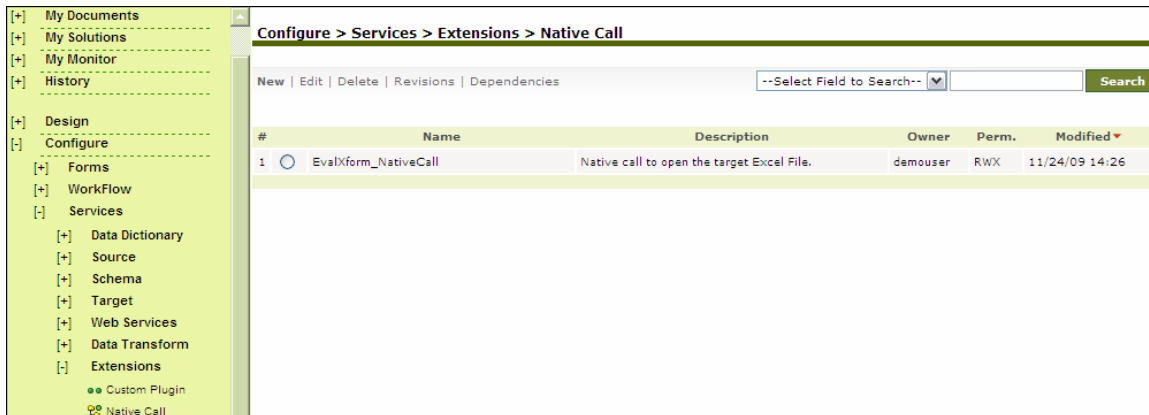 [+] My Documents
[+] My Solutions
[+] My Monitor
[+] History
[+] Design
[-] Configure
[+] Forms
[+] WorkFlow
[-] Services
[+] Data Dictionary
[+] Source
[+] Schema
[+] Target
[+] Web Services
[+] Data Transform
[-] Extensions
Custom Plugin
Native Call
Configure > Services > Extensions > Native Call
New | Edit | Delete | Revisions | Dependencies --Select Field to Search-- Search
# Name Description Owner Perm. Modified
1 EvalXform_NativeCall Native call to open the target Excel File. demouser RWX 11/24/09 14:26